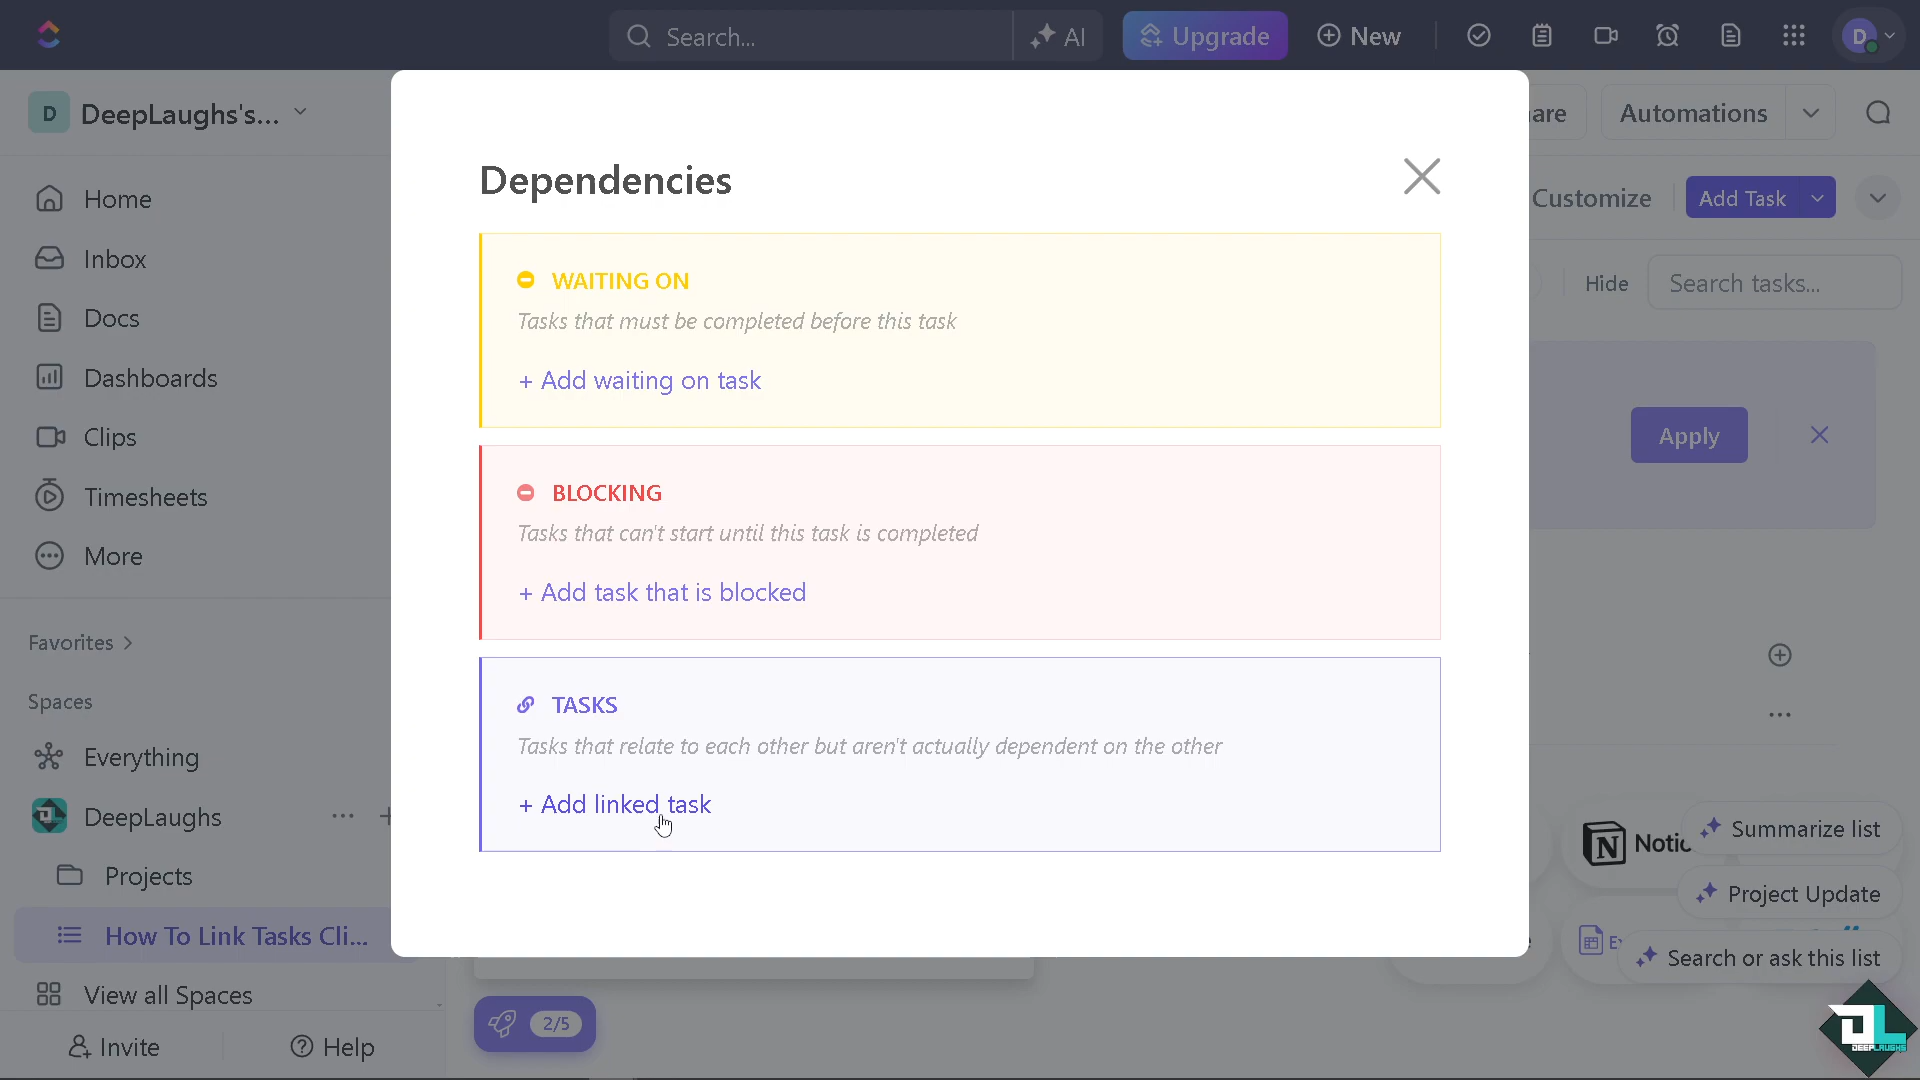 Search...
AI
Upgrade
New
D
D
DeepLaughs's...
are
Automations
Home
Inbox
Docs
Dashboards
Clips
Timesheets
More
Favorites
Spaces
Everything
DeepLaughs
Projects
How To Link Tasks Cli...
View all Spaces
Invite
Help
Customize
Add Task
Hide
Search tasks...
Apply
Dependencies
WAITING ON
Tasks that must be completed before this task
+ Add waiting on task
BLOCKING
Tasks that can't start until this task is completed
+ Add task that is blocked
TASKS
Tasks that relate to each other but aren't actually dependent on the other
+ Add linked task
2/5
Summarize list
Project Update
Search or ask this list
DEEPLAUGHS